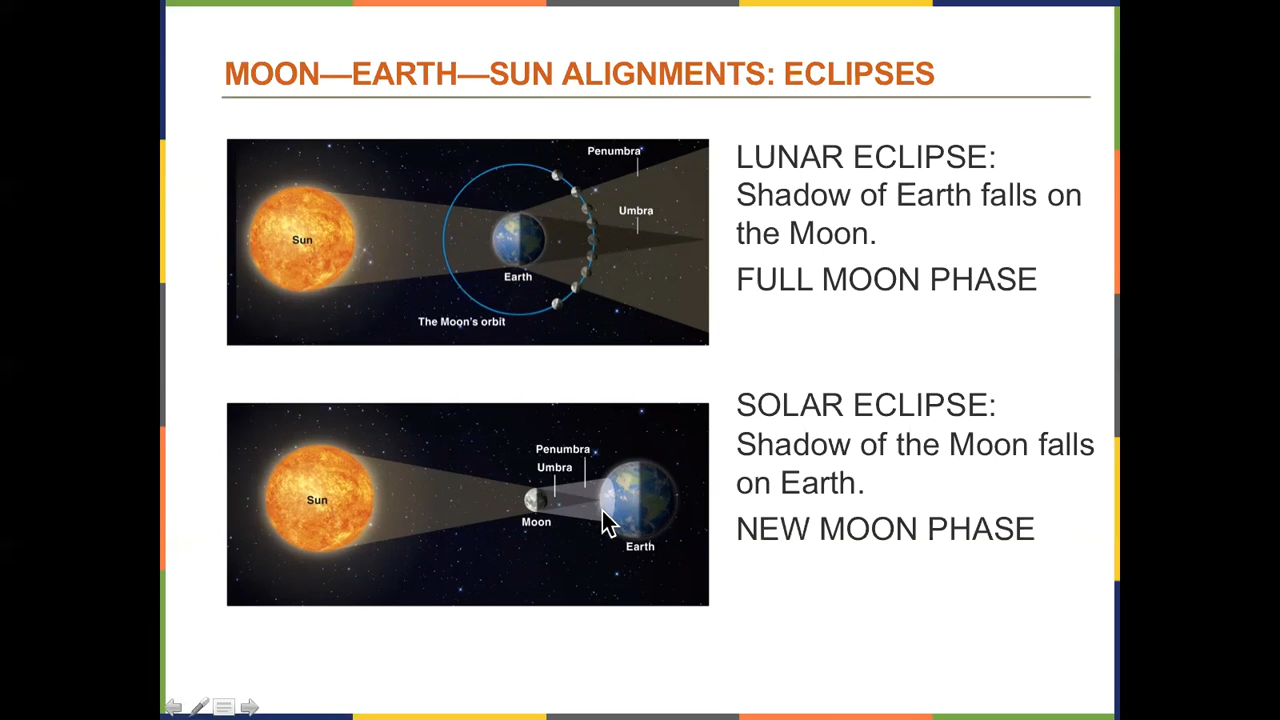 MOON—EARTH—SUN ALIGNMENTS: ECLIPSES
Penumbra
Umbra
Sun
Earth
The Moon's orbit
LUNAR ECLIPSE:
Shadow of Earth falls on
the Moon.
FULL MOON PHASE
Penumbra
Umbra
Sun
Moon
Earth
SOLAR ECLIPSE:
Shadow of the Moon falls
on Earth.
NEW MOON PHASE